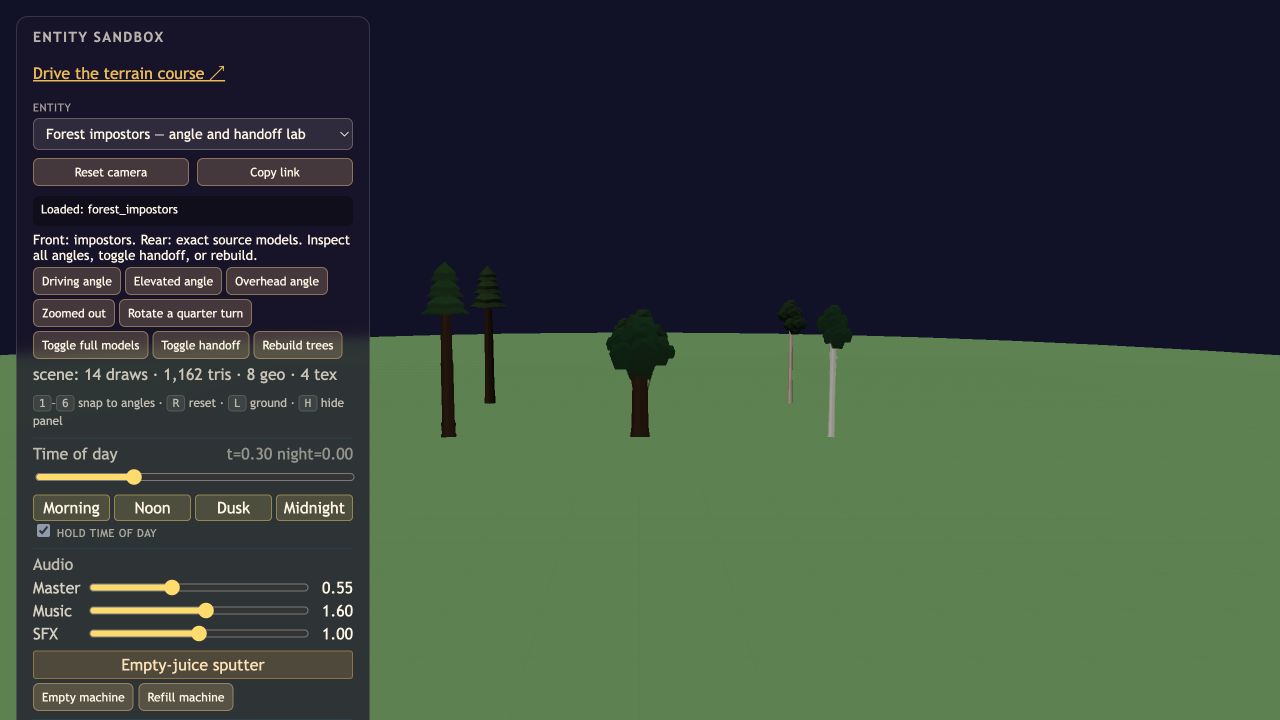 ENTITY SANDBOX
Drive the terrain course ↗
ENTITY
Forest impostors — angle and handoff lab
Reset camera Copy link
Loaded: forest_impostors
Front: impostors. Rear: exact source models. Inspect
all angles, toggle handoff, or rebuild.
Driving angle Elevated angle Overhead angle
Zoomed out Rotate a quarter turn
Toggle full models Toggle handoff Rebuild trees
scene: 14 draws · 1,162 tris · 8 geo · 4 tex
1-6 snap to angles · R reset · L ground · H hide
panel
Time of day t=0.30 night=0.00
Morning Noon Dusk Midnight
HOLD TIME OF DAY
Audio
Master 0.55
Music 1.60
SFX 1.00
Empty-juice sputter
Empty machine Refill machine